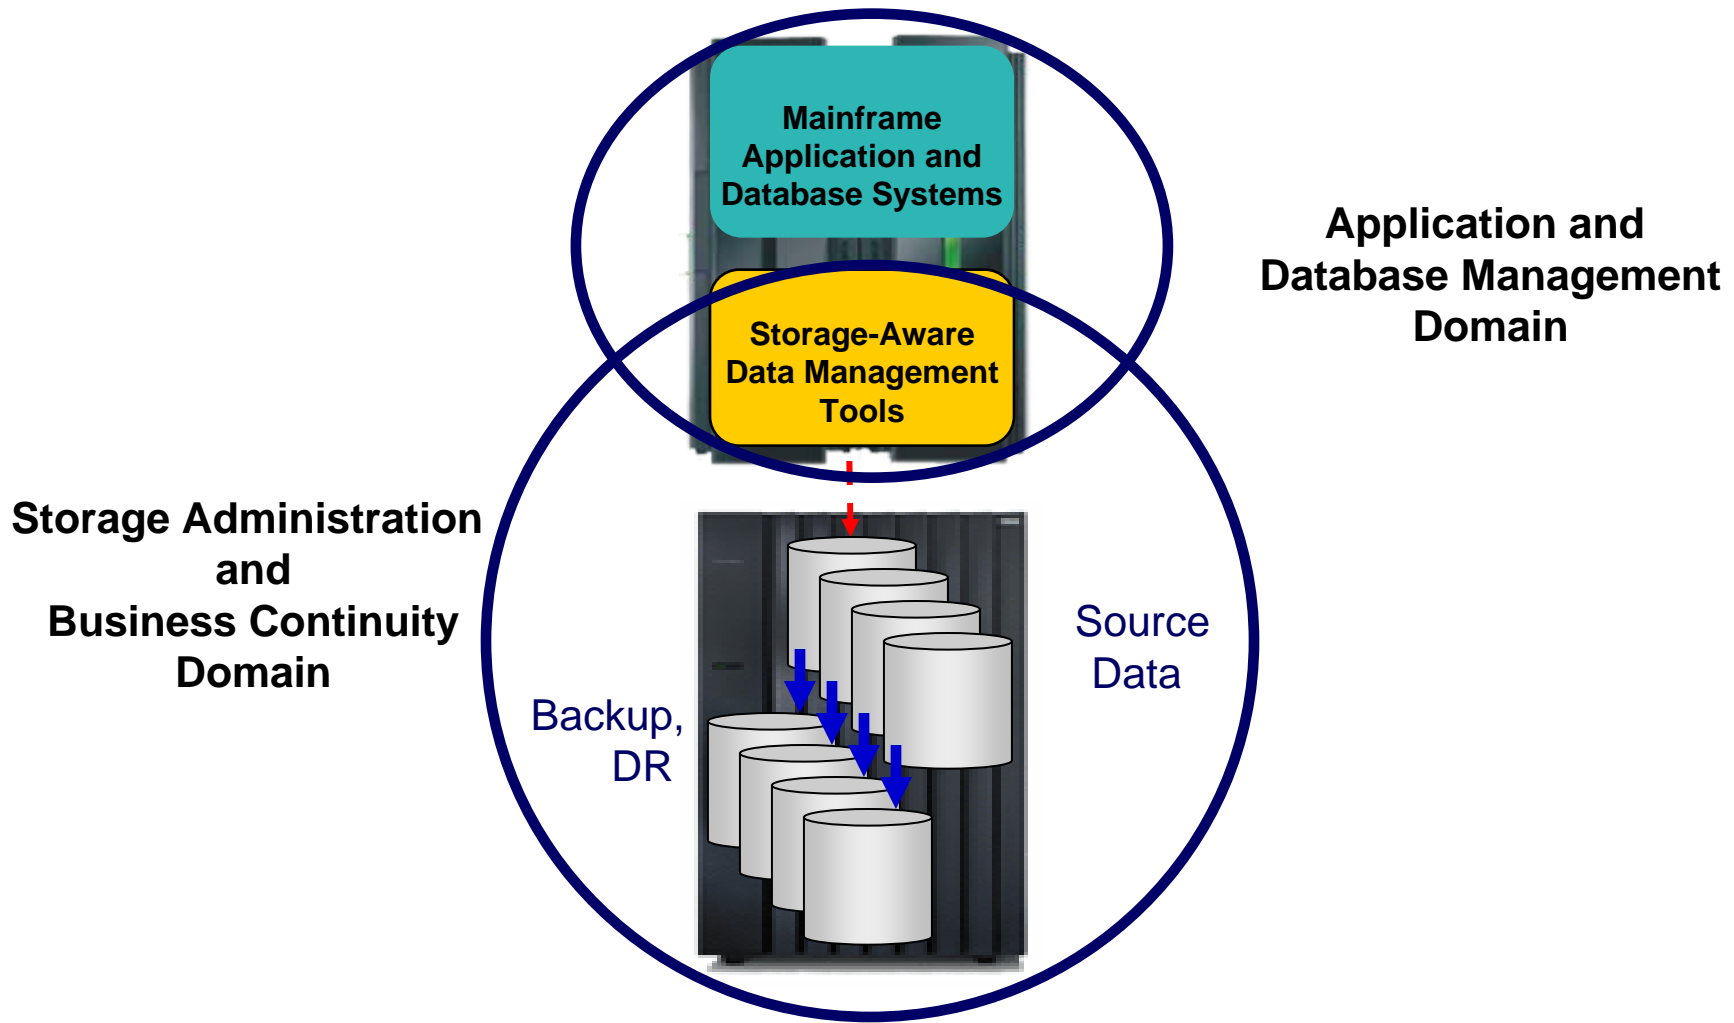 Mainframe
Application and
Database Systems
Application and
Database Management
Domain
Storage-Aware
Data Management
Tools
Storage Administration
and
Business Continuity
Domain
Source
Data
Backup,
DR